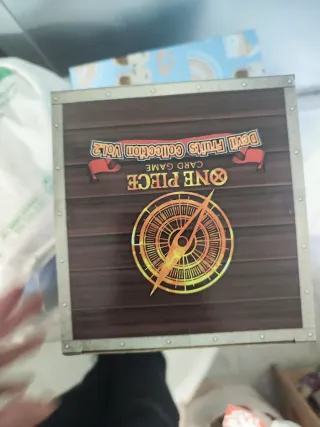 ONE PIECE
CARD GAME
Devil Fruits Collection Vol.2